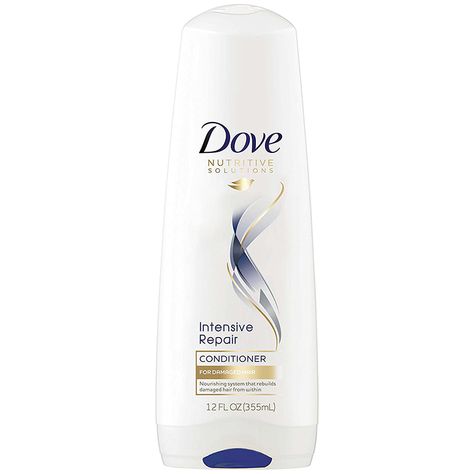 Dove
NUTRITIVE
SOLUTIONS
Intensive
Repair
CONDITIONER
FOR DAMAGED HAIR
Nourishing system that rebuilds
damaged hair from within
12 FL OZ (355mL)